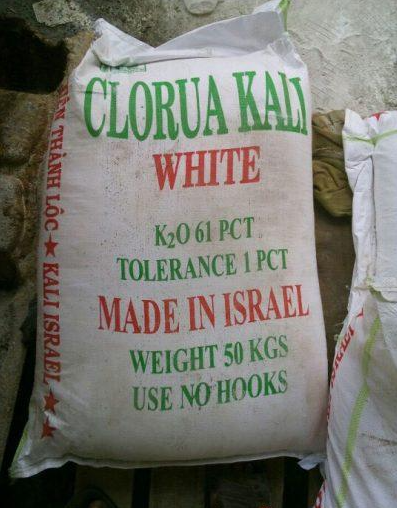 CLORUA KALI
WHITE
K₂O 61 PCT
TOLERANCE 1 PCT
MADE IN ISRAEL
WEIGHT 50 KGS
USE NO HOOKS
THÀNH LỘC ★ KALI ISRAEL ★ ★